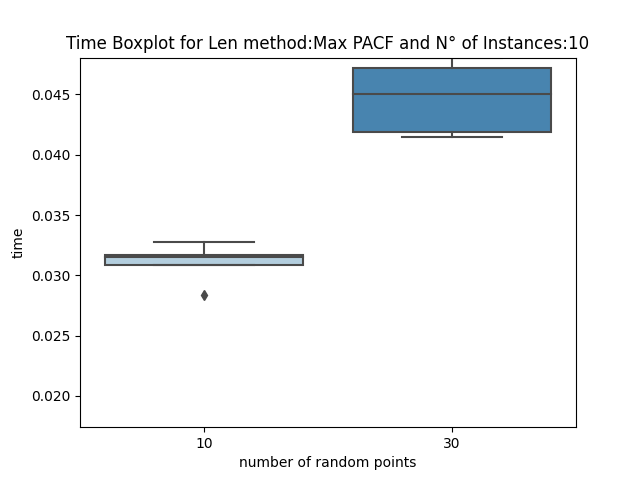 Time Boxplot for Len method:Max PACF and N° of Instances:10
0.045
0.040
0.035
0.030
0.025
0.020
time
10
30
number of random points